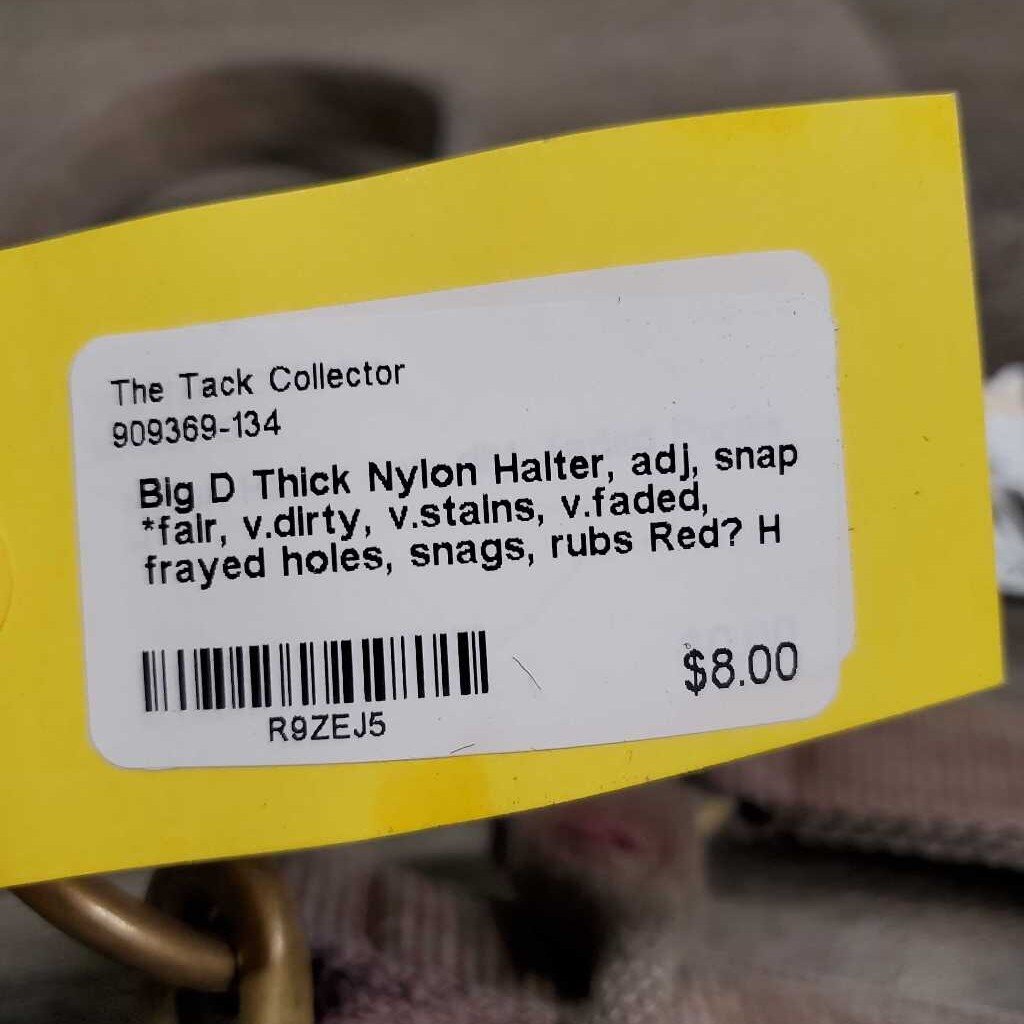 The Tack Collector
909369-134
Big D Thick Nylon Halter, adj, snap
*fair, v.dirty, v.stains, v.faded,
frayed holes, snags, rubs Red? H
R9ZEJ5
$8.00